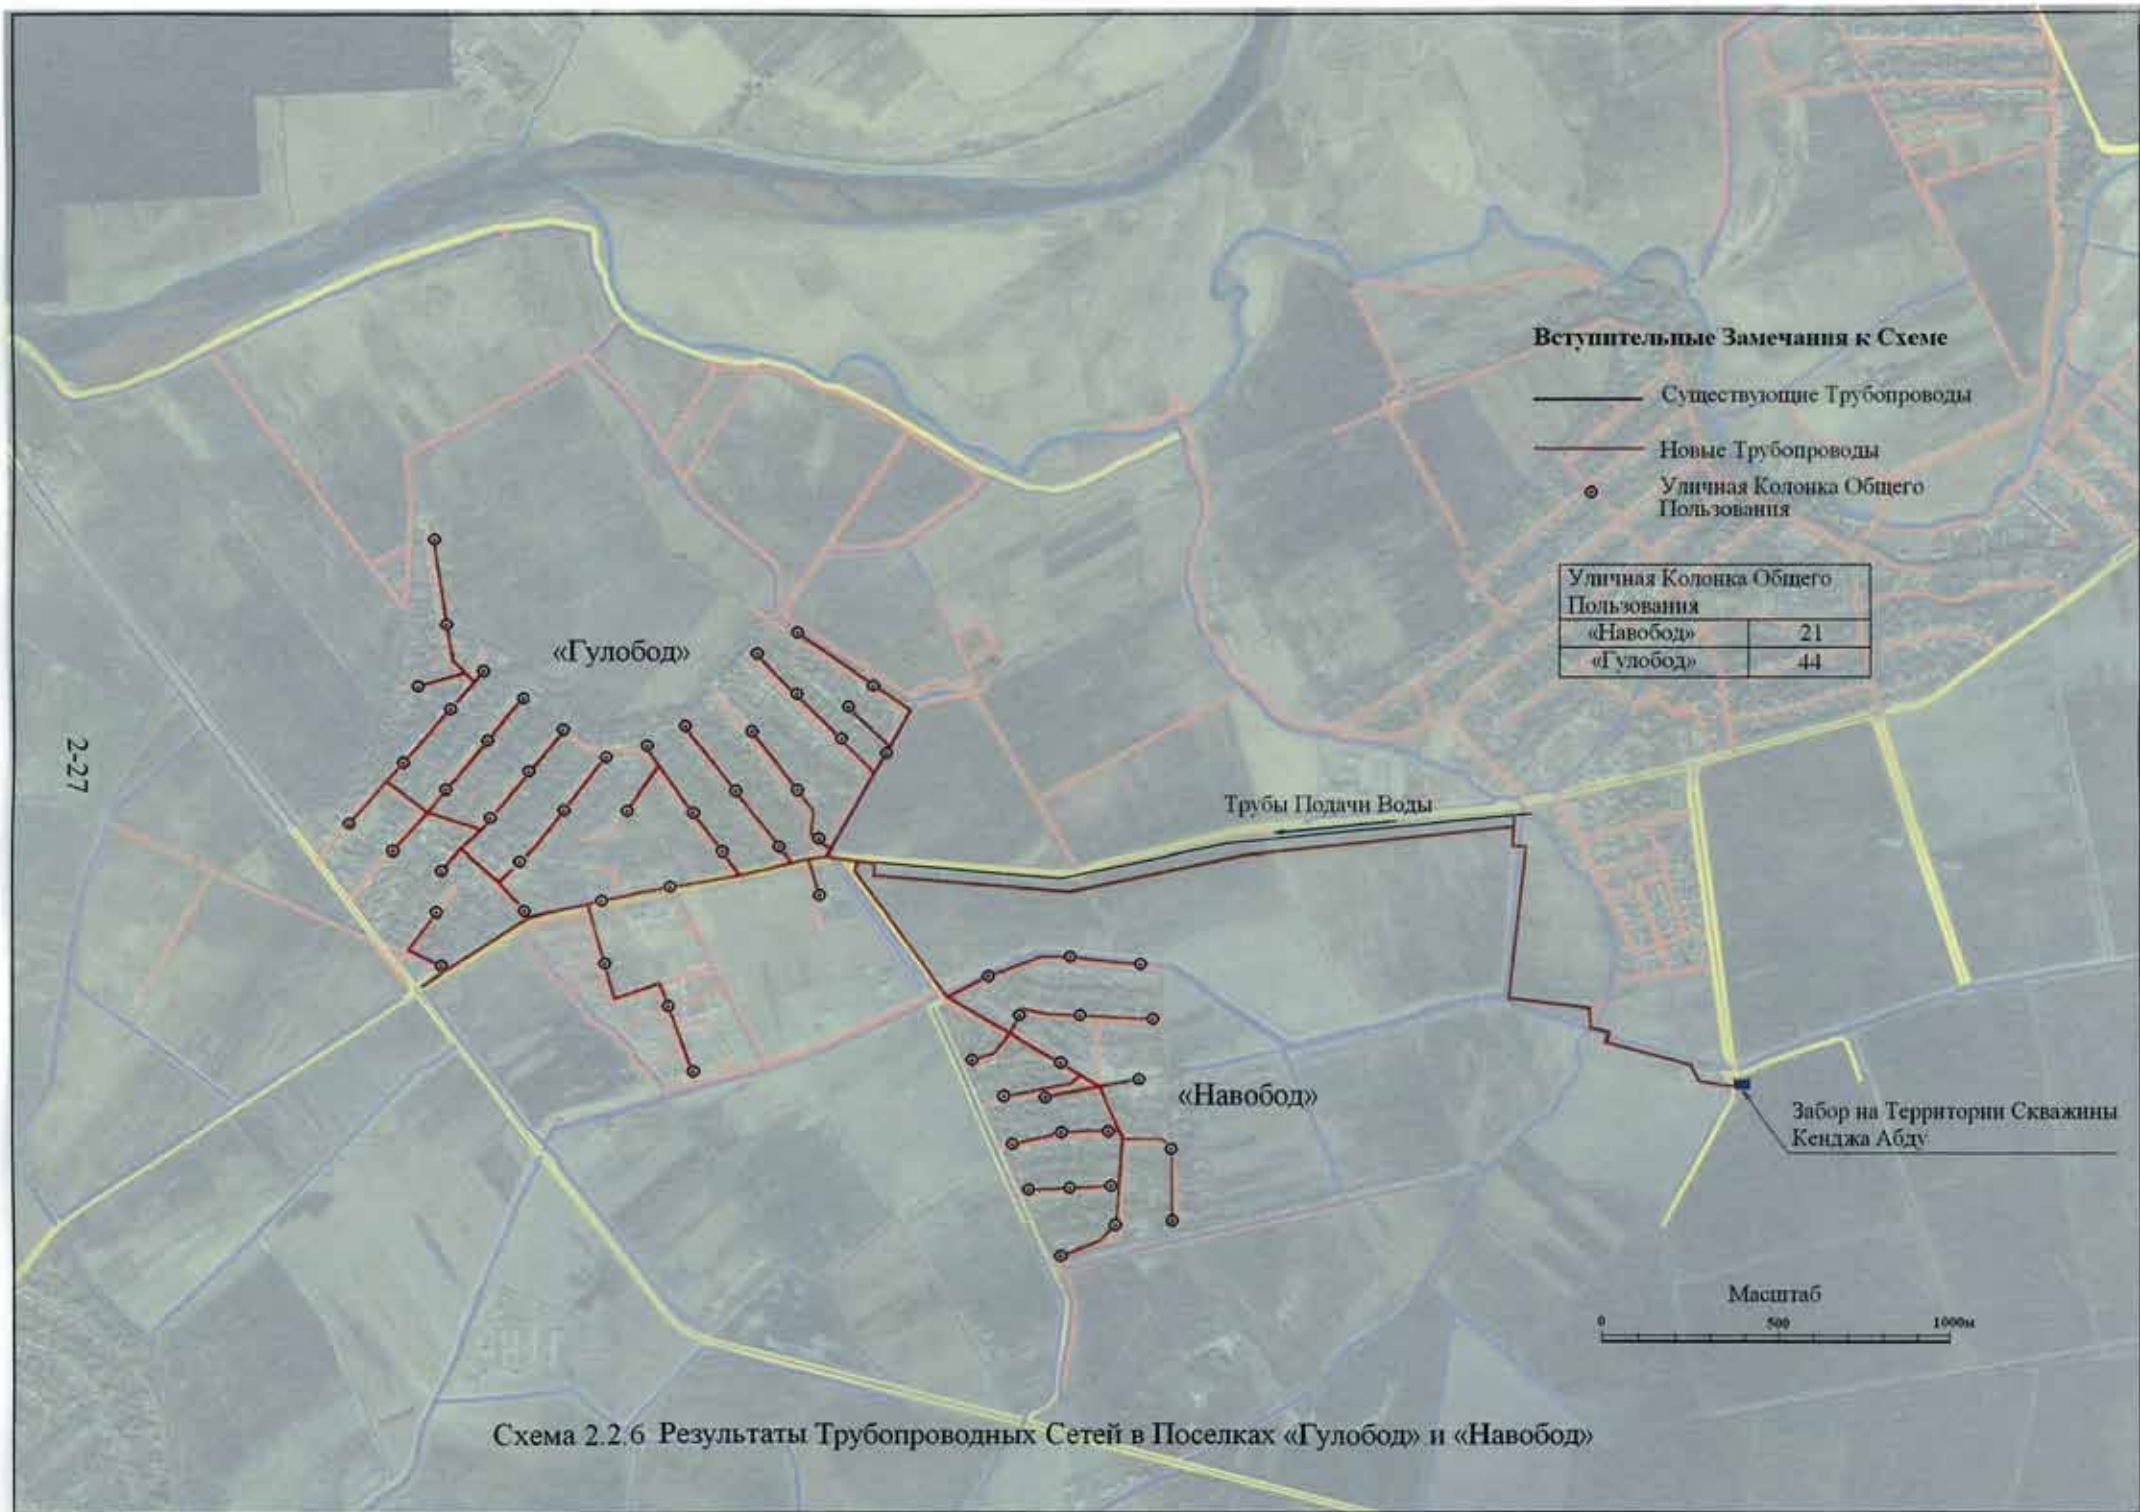 Вступительные Замечания к Схеме
Существующие Трубопроводы
Новые Трубопроводы
Уличная Колонка Общего
Пользования
Уличная Колонка Общего
Пользования
«Навобод» 21
«Гулобод» 44
«Гулобод»
2-27
Трубы Подачи Воды
«Навобод»
Забор на Территории Скважины
Кенджа Абду
Масштаб
0 500 1000м
Схема 2.2.6 Результаты Трубопроводных Сетей в Поселках «Гулобод» и «Навобод»